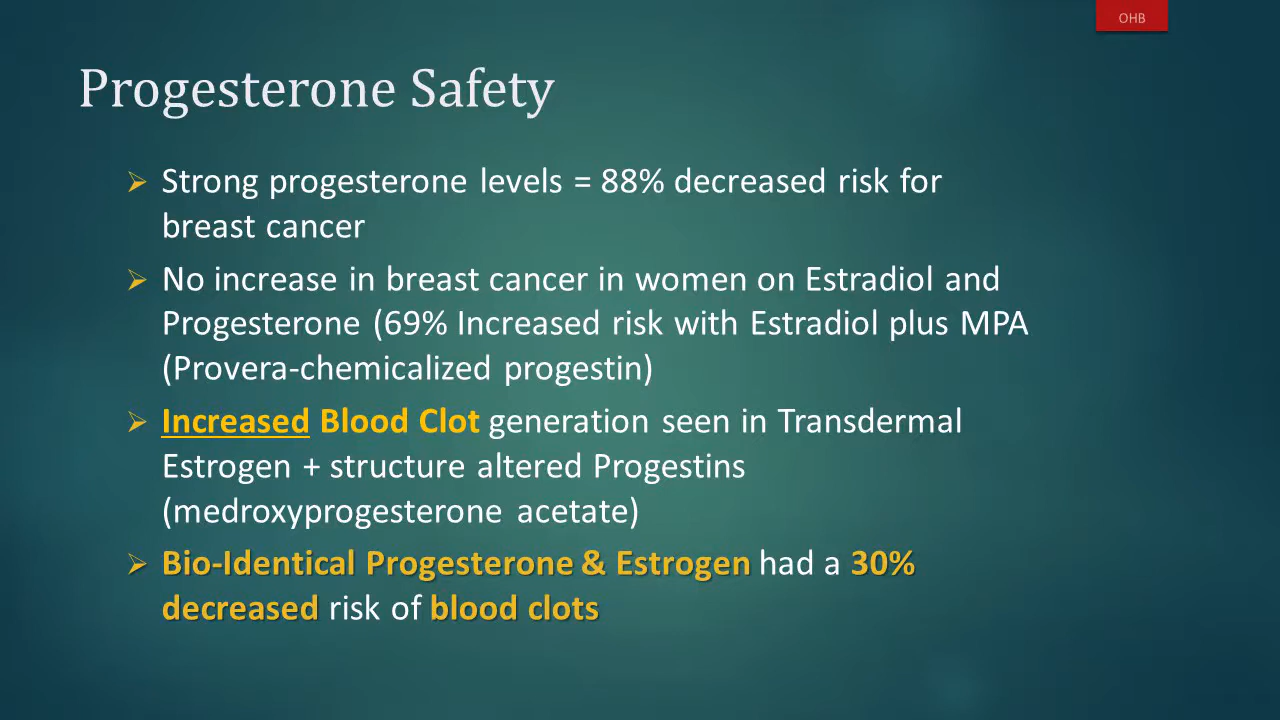 OHB
Progesterone Safety
Strong progesterone levels = 88% decreased risk for
breast cancer
No increase in breast cancer in women on Estradiol and
Progesterone (69% Increased risk with Estradiol plus MPA
(Provera-chemicalized progestin)
Increased Blood Clot generation seen in Transdermal
Estrogen + structure altered Progestins
(medroxyprogesterone acetate)
Bio-Identical Progesterone & Estrogen had a 30%
decreased risk of blood clots